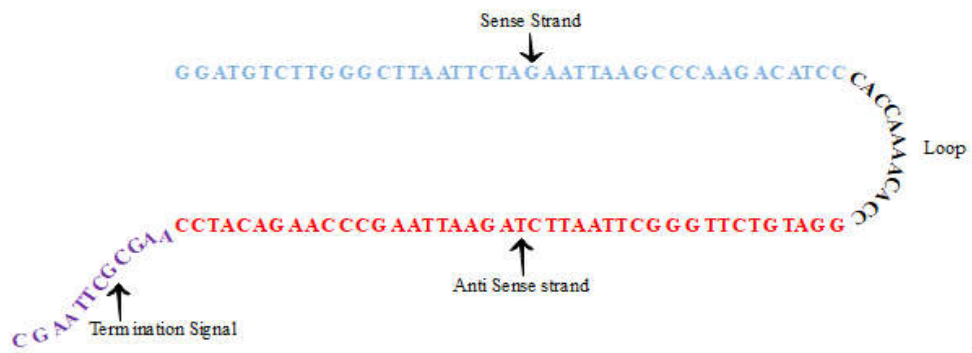 Sense Strand
GGATGTCTTGGGCTTAATTCTAGAATTAAGCCCAAGACATCC
CACCAAAACACC
Loop
CCTACAGAACCCGAATTAAGATCTTAATTCGGGTTCTGTAGG
CGAATTCGCGAA
Anti Sense strand
Termination Signal